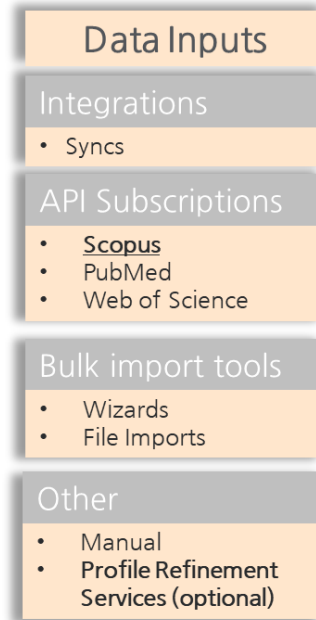 Data Inputs
Integrations
• Syncs
API Subscriptions
• Scopus
• PubMed
• Web of Science
Bulk import tools
• Wizards
• File Imports
Other
• Manual
• Profile Refinement
Services (optional)